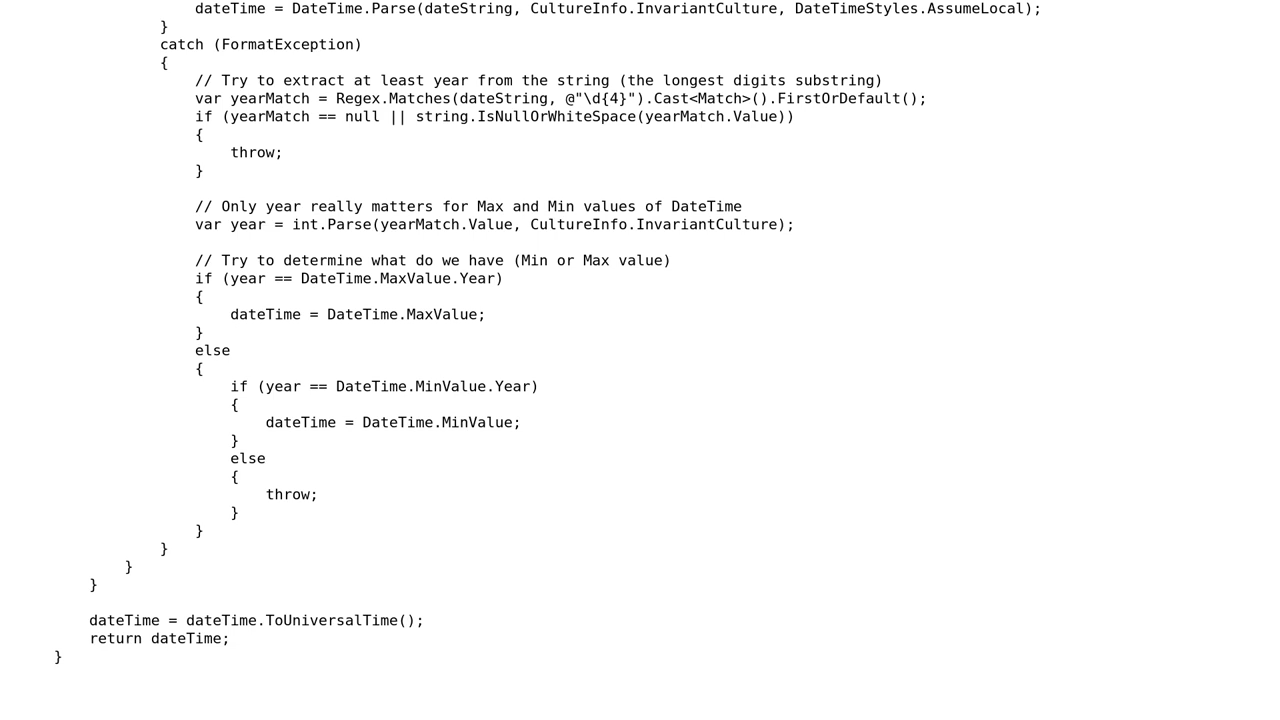 dateTime = DateTime.Parse(dateString, CultureInfo.InvariantCulture, DateTimeStyles.AssumeLocal);
}
catch (FormatException)
{
// Try to extract at least year from the string (the longest digits substring)
var yearMatch = Regex.Matches(dateString, @"\d{4}").Cast<Match>().FirstOrDefault();
if (yearMatch == null || string.IsNullOrWhiteSpace(yearMatch.Value))
{
throw;
}
// Only year really matters for Max and Min values of DateTime
var year = int.Parse(yearMatch.Value, CultureInfo.InvariantCulture);
// Try to determine what do we have (Min or Max value)
if (year == DateTime.MaxValue.Year)
{
dateTime = DateTime.MaxValue;
}
else
{
if (year == DateTime.MinValue.Year)
{
dateTime = DateTime.MinValue;
}
else
{
throw;
}
}
}
}
}
dateTime = dateTime.ToUniversalTime();
return dateTime;
}